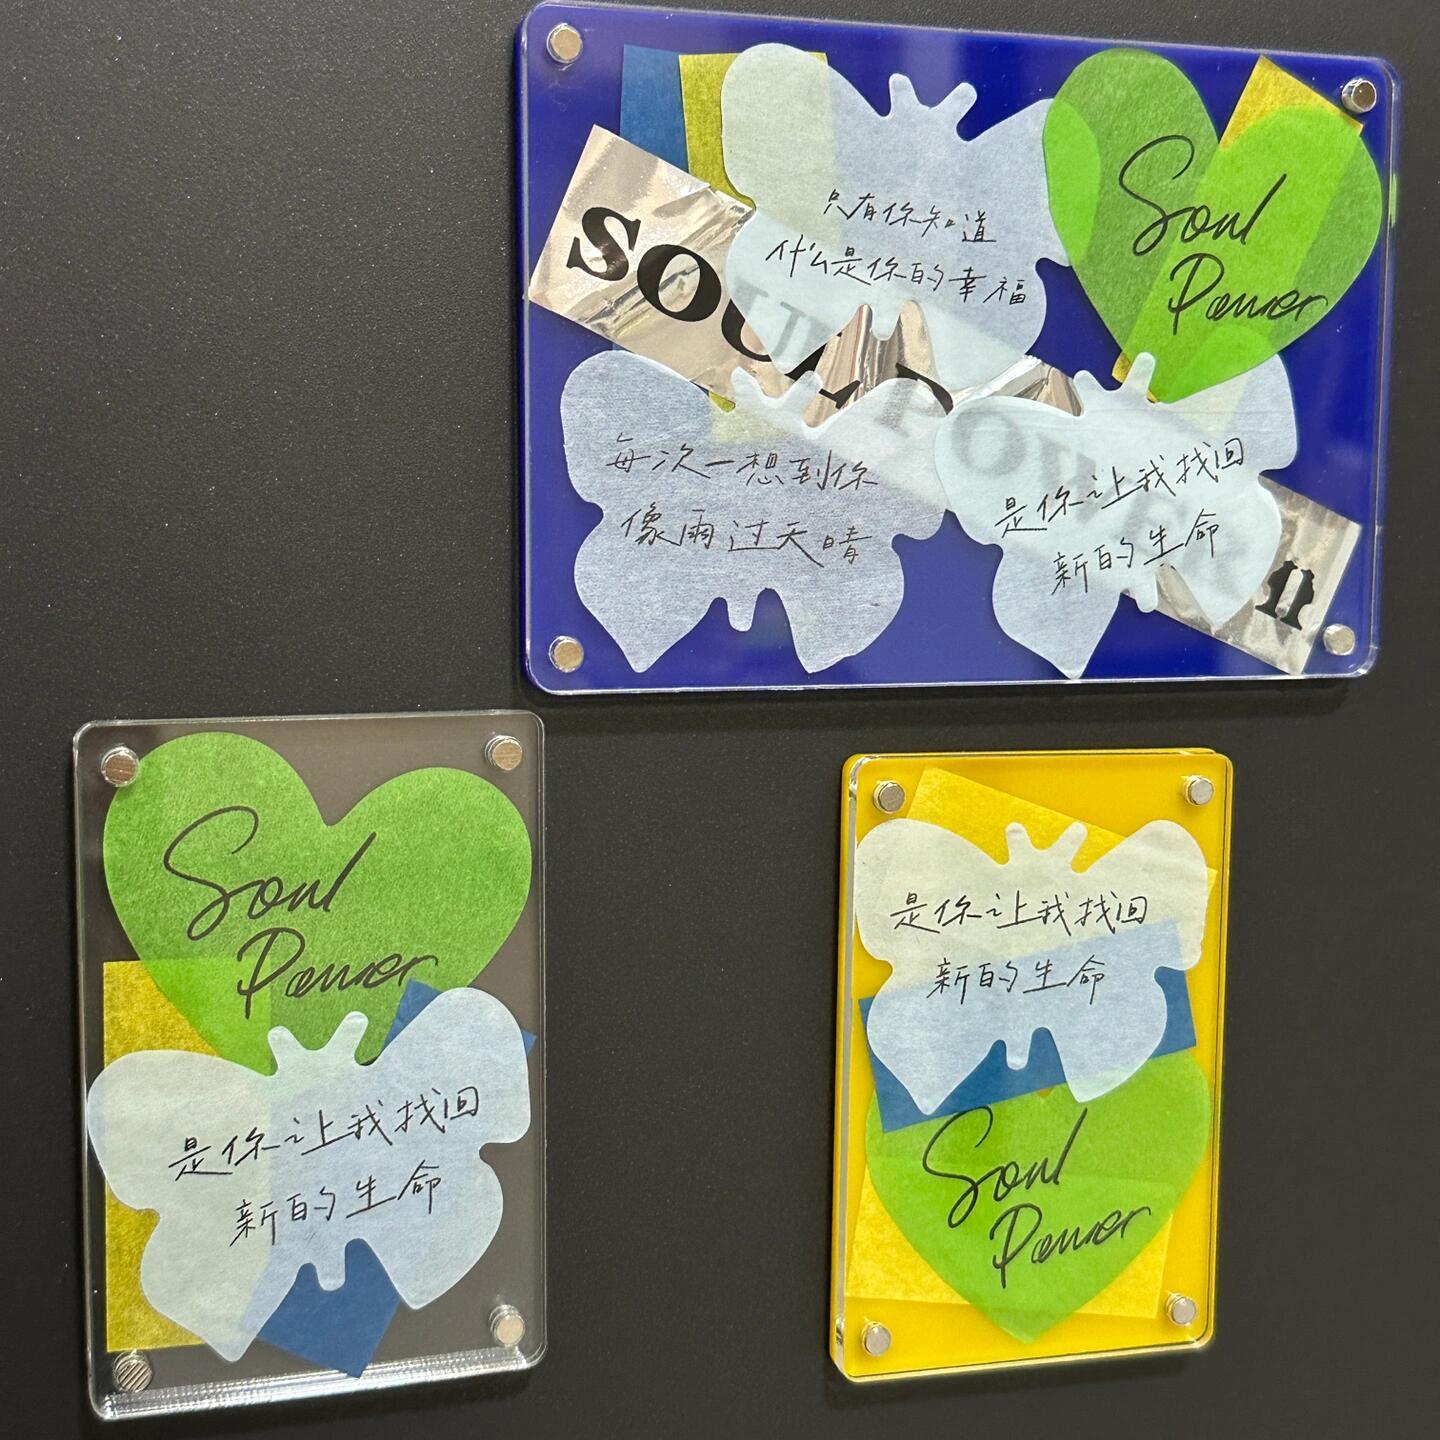 只有你知道
什么是你的幸福
Soul
Power
SOUL PO
每次一想到你
像雨过天晴
是你让我找回
新的生命
Soul
Power
是你让我找回
新的生命
是你让我找回
新的生命
Soul
Power